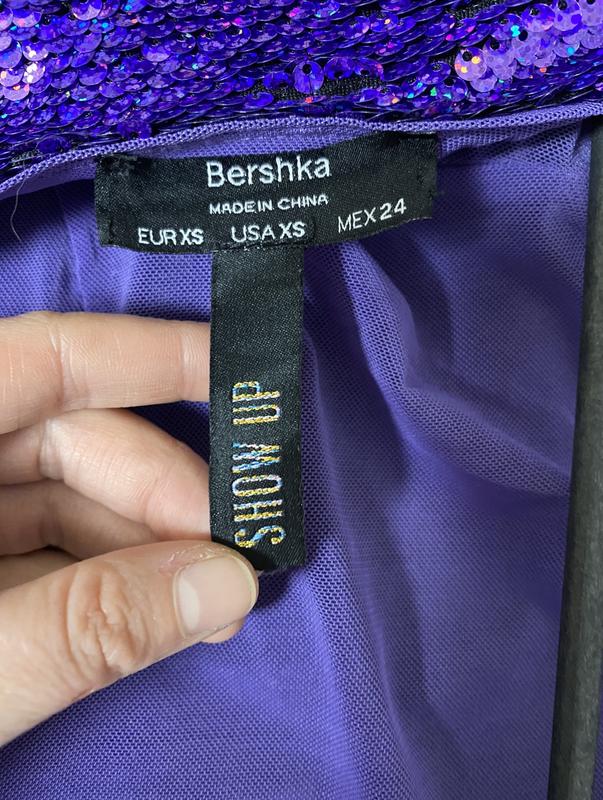 Bershka
MADE IN CHINA
EUR XS USA XS MEX 24
SHOW UP